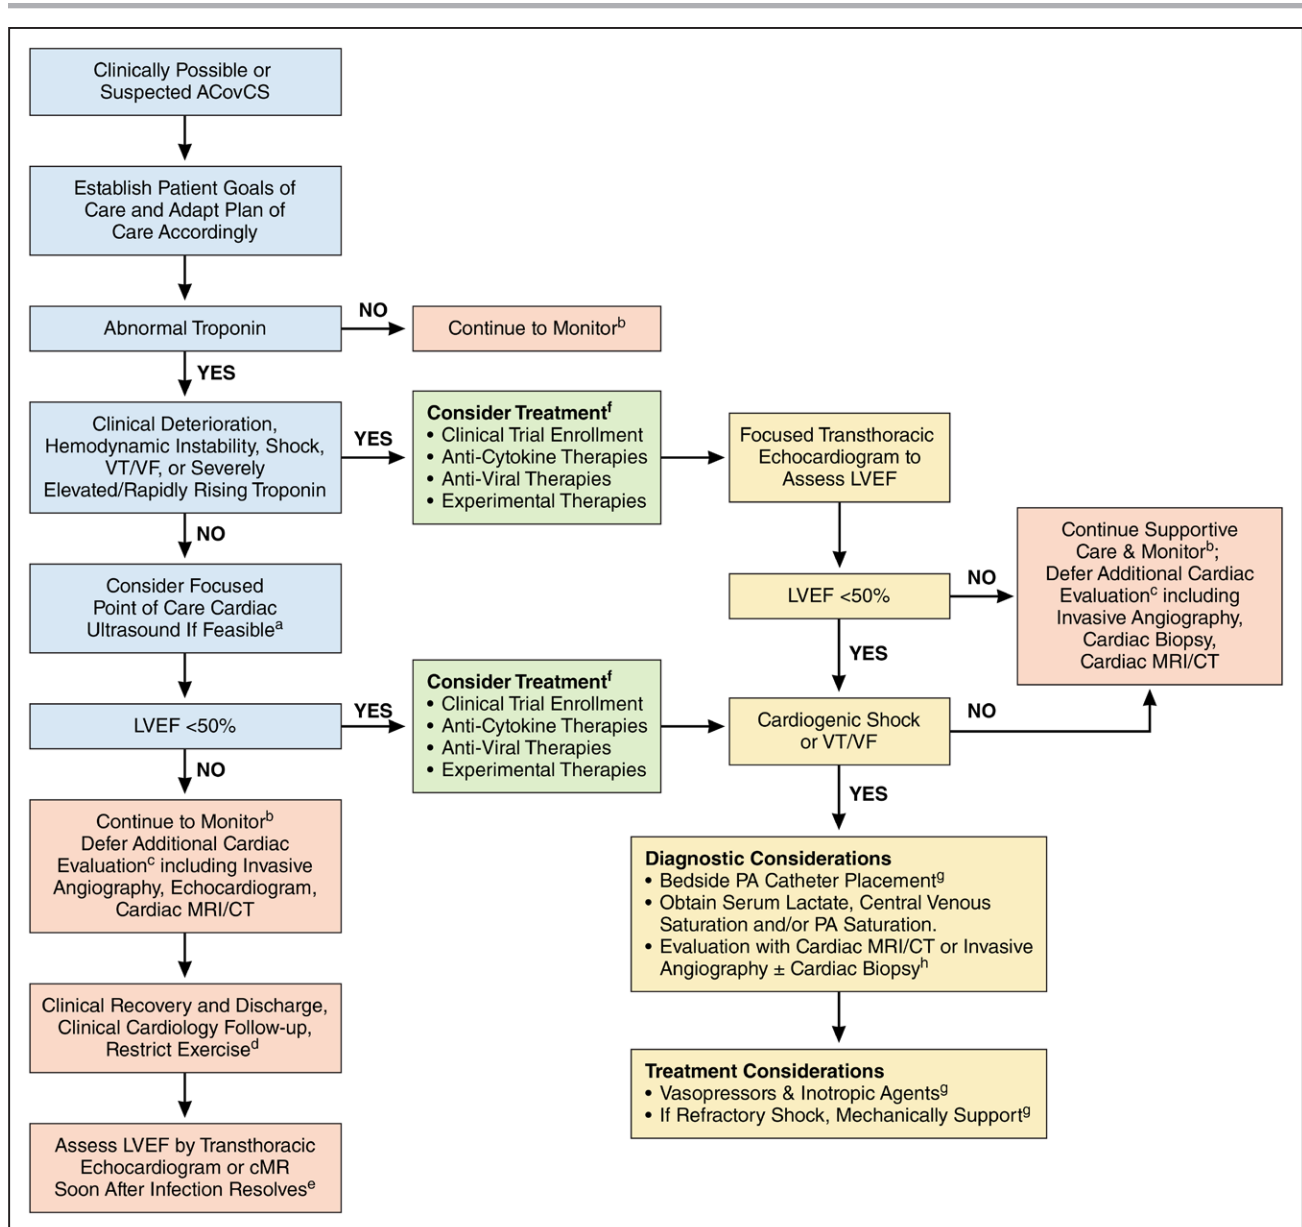 Clinically Possible or
Suspected ACovCS
Establish Patient Goals of
Care and Adapt Plan of
Care Accordingly
Abnormal Troponin
NO
Continue to Monitorᵇ
YES
Clinical Deterioration,
Hemodynamic Instability, Shock,
VT/VF, or Severely
Elevated/Rapidly Rising Troponin
YES
Consider Treatmentᶠ
• Clinical Trial Enrollment
• Anti-Cytokine Therapies
• Anti-Viral Therapies
• Experimental Therapies
Focused Transthoracic
Echocardiogram to
Assess LVEF
NO
Consider Focused
Point of Care Cardiac
Ultrasound If Feasibleᵃ
LVEF <50%
NO
Continue Supportive
Care & Monitorᵇ;
Defer Additional Cardiac
Evaluationᶜ including
Invasive Angiography,
Cardiac Biopsy,
Cardiac MRI/CT
YES
LVEF <50%
YES
Consider Treatmentᶠ
• Clinical Trial Enrollment
• Anti-Cytokine Therapies
• Anti-Viral Therapies
• Experimental Therapies
Cardiogenic Shock
or VT/VF
NO
NO
YES
Continue to Monitorᵇ
Defer Additional Cardiac
Evaluationᶜ including Invasive
Angiography, Echocardiogram,
Cardiac MRI/CT
Diagnostic Considerations
• Bedside PA Catheter Placementᵍ
• Obtain Serum Lactate, Central Venous
Saturation and/or PA Saturation.
• Evaluation with Cardiac MRI/CT or Invasive
Angiography ± Cardiac Biopsyʰ
Clinical Recovery and Discharge,
Clinical Cardiology Follow-up,
Restrict Exerciseᵈ
Treatment Considerations
• Vasopressors & Inotropic Agentsᵍ
• If Refractory Shock, Mechanically Supportᵍ
Assess LVEF by Transthoracic
Echocardiogram or cMR
Soon After Infection Resolvesᵉ